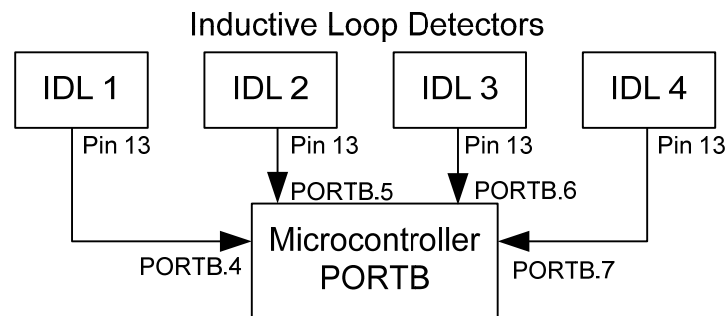 Inductive Loop Detectors
IDL 1
IDL 2
IDL 3
IDL 4
Pin 13
Pin 13
Pin 13
Pin 13
PORTB.5
PORTB.6
Microcontroller
PORTB
PORTB.4
PORTB.7